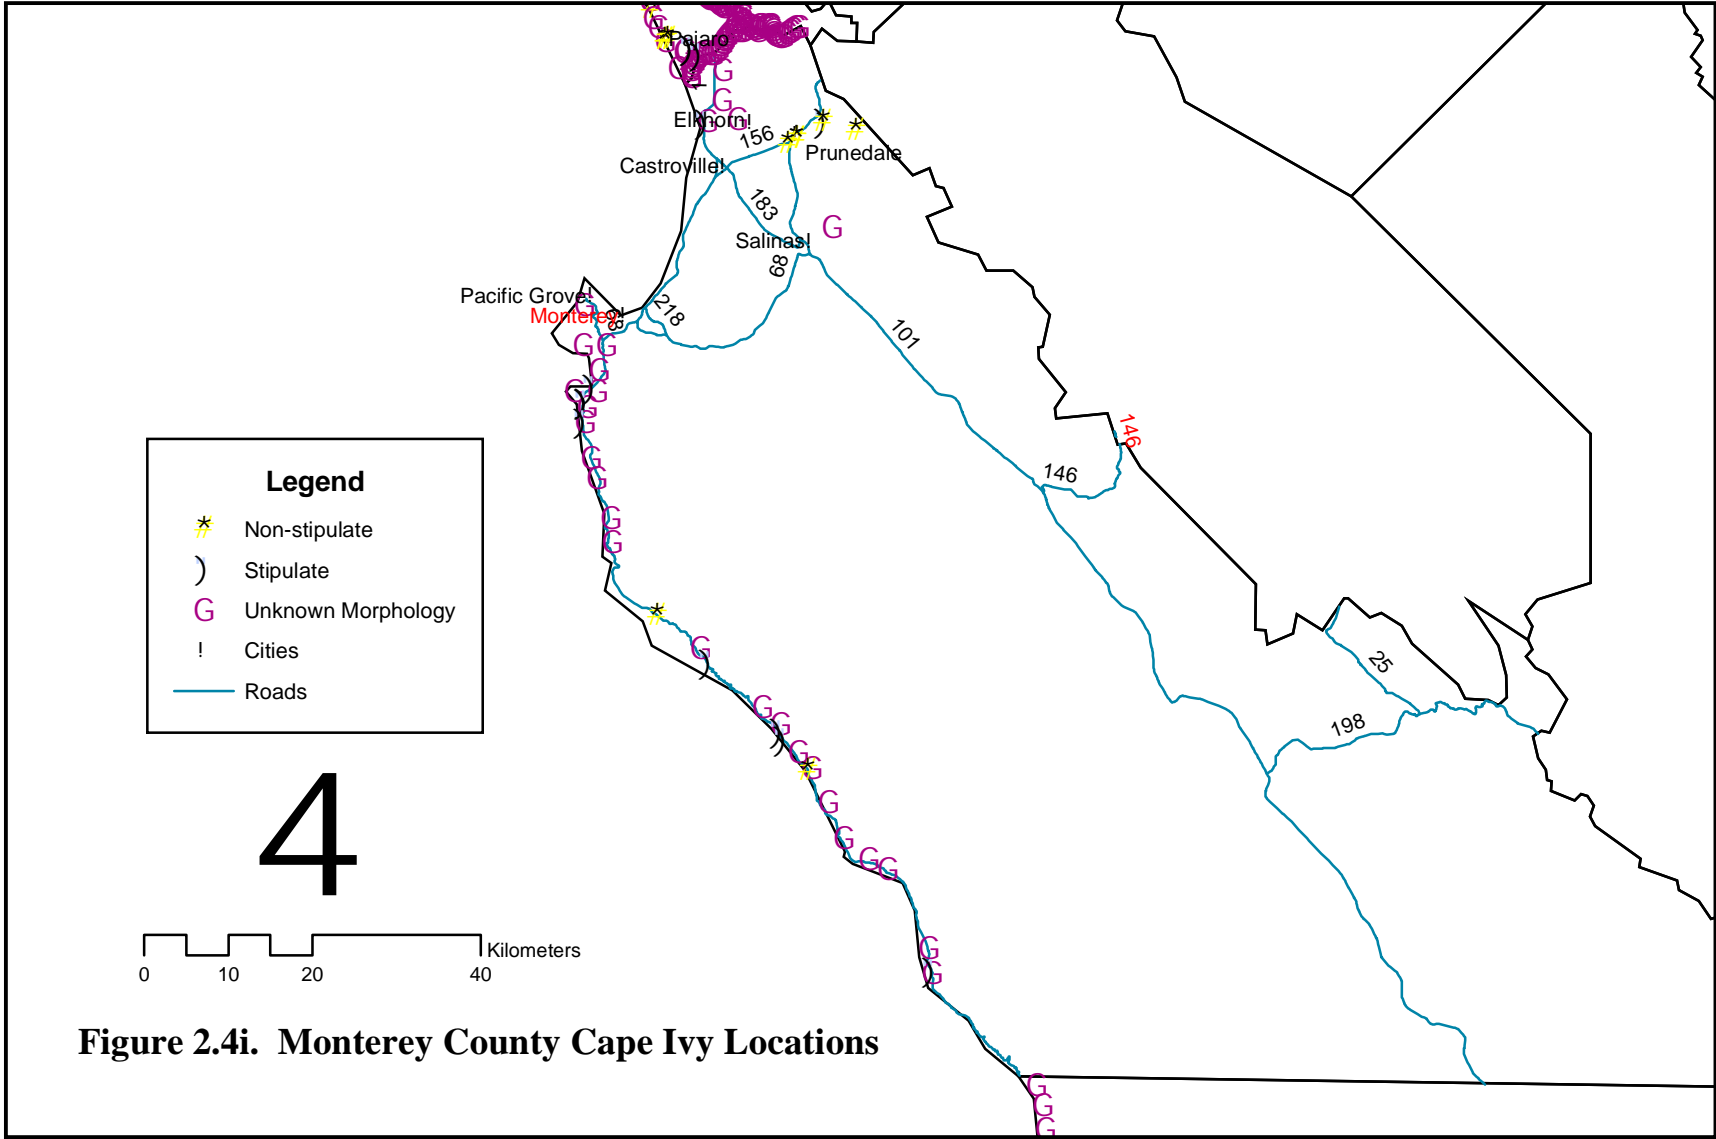 Pajaro
Elkhorn!
156
Prunedale
Castroville!
183
Salinas!
68
Pacific Grove!
Monterey!
68
218
101
146
146
25
198
Legend
Non-stipulate
) Stipulate
G Unknown Morphology
! Cities
Roads
4
Kilometers
0 10 20 40
Figure 2.4i. Monterey County Cape Ivy Locations